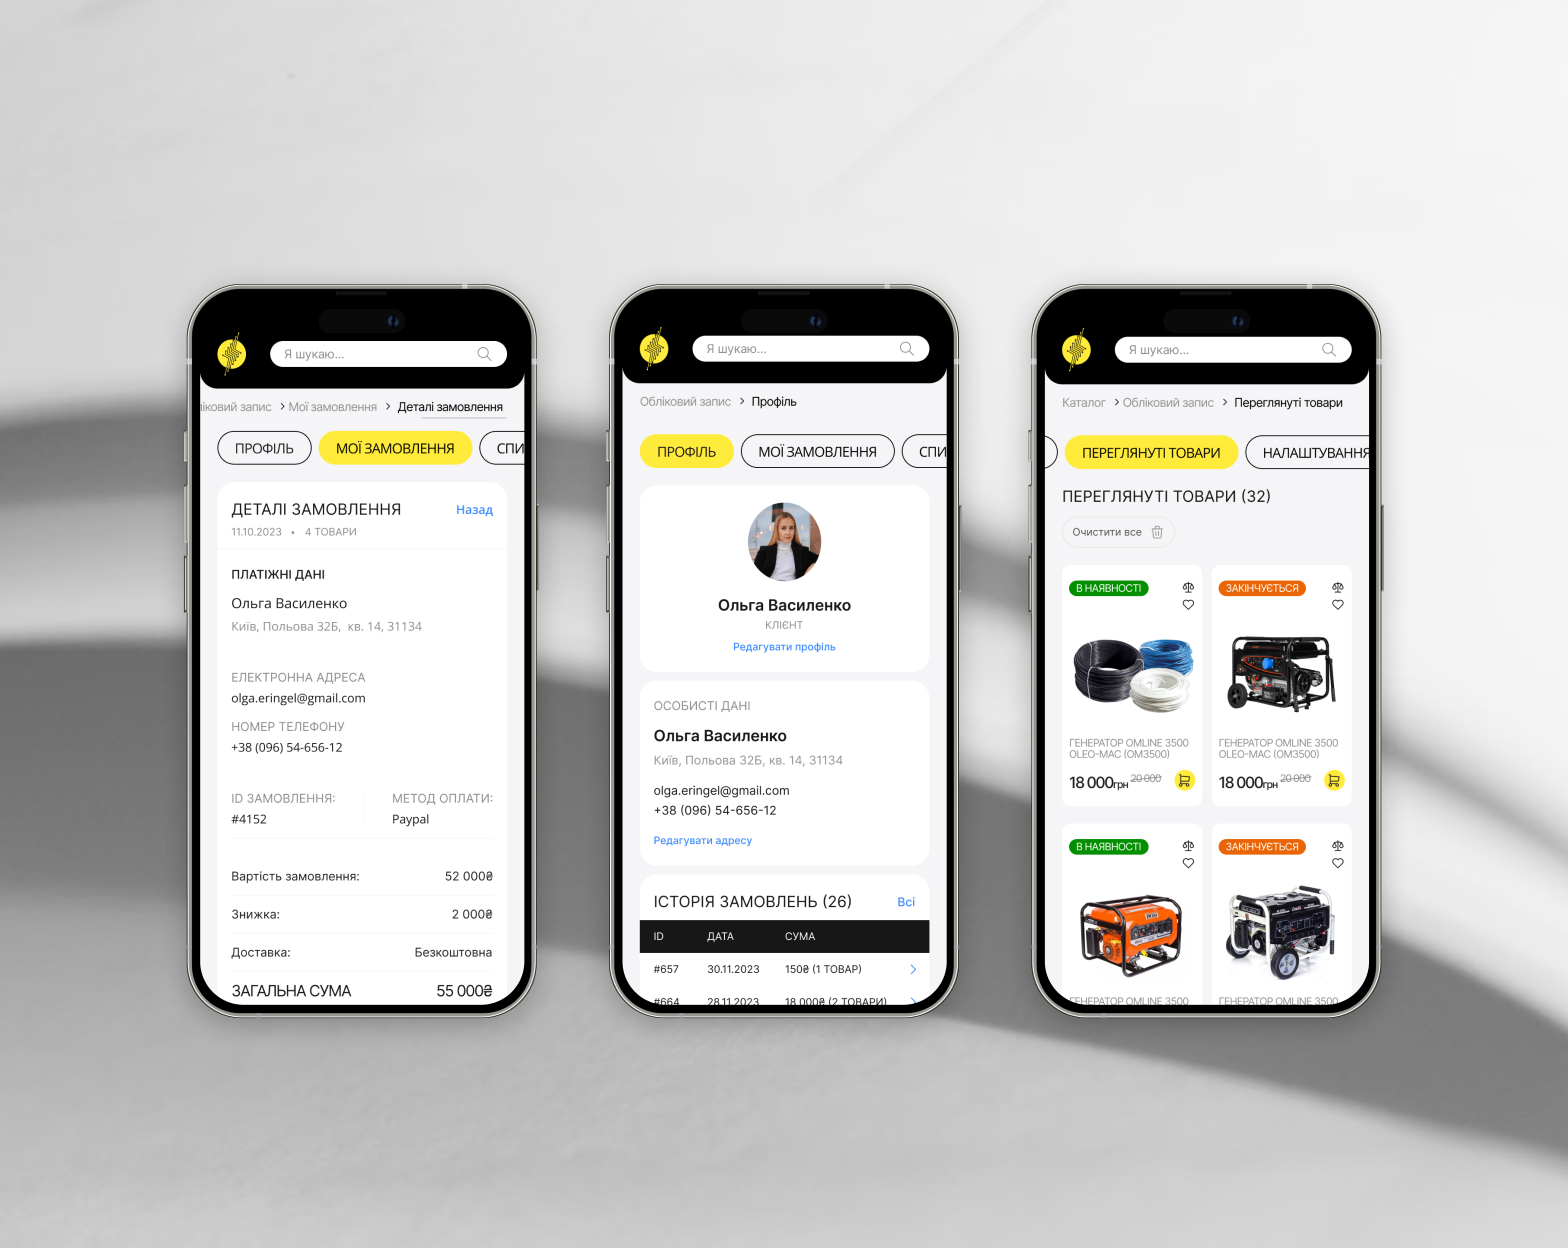 Я шукаю...
ліковий запис > Мої замовлення > Деталі замовлення
ПРОФІЛЬ
МОЇ ЗАМОВЛЕННЯ
СПИ
ДЕТАЛІ ЗАМОВЛЕННЯ
Назад
11.10.2023 • 4 ТОВАРИ
ПЛАТІЖНІ ДАНІ
Ольга Василенко
Київ, Польова 32Б, кв. 14, 31134
ЕЛЕКТРОННА АДРЕСА
olga.eringel@gmail.com
НОМЕР ТЕЛЕФОНУ
+38 (096) 54-656-12
ID ЗАМОВЛЕННЯ:
#4152
МЕТОД ОПЛАТИ:
Paypal
Вартість замовлення: 52 000₴
Знижка: 2 000₴
Доставка: Безкоштовна
ЗАГАЛЬНА СУМА 55 000₴
Я шукаю...
Обліковий запис > Профіль
ПРОФІЛЬ
МОЇ ЗАМОВЛЕННЯ
СПИ
Ольга Василенко
КЛІЄНТ
Редагувати профіль
ОСОБИСТІ ДАНІ
Ольга Василенко
Київ, Польова 32Б, кв. 14, 31134
olga.eringel@gmail.com
+38 (096) 54-656-12
Редагувати адресу
ІСТОРІЯ ЗАМОВЛЕНЬ (26)
Всі
ID ДАТА СУМА
#657 30.11.2023 150₴ (1 ТОВАР)
#664 28.11.2023 18 000₴ (2 ТОВАРИ)
Я шукаю...
Каталог > Обліковий запис > Переглянуті товари
ПЕРЕГЛЯНУТІ ТОВАРИ
НАЛАШТУВАННЯ
ПЕРЕГЛЯНУТІ ТОВАРИ (32)
Очистити все
В НАЯВНОСТІ
ГЕНЕРАТОР OMLINE 3500
OLEO-MAC (OM3500)
18 000грн 20 000
ЗАКІНЧУЄТЬСЯ
ГЕНЕРАТОР OMLINE 3500
OLEO-MAC (OM3500)
18 000грн 20 000
В НАЯВНОСТІ
ГЕНЕРАТОР OMLINE 3500
ЗАКІНЧУЄТЬСЯ
ГЕНЕРАТОР OMLINE 3500